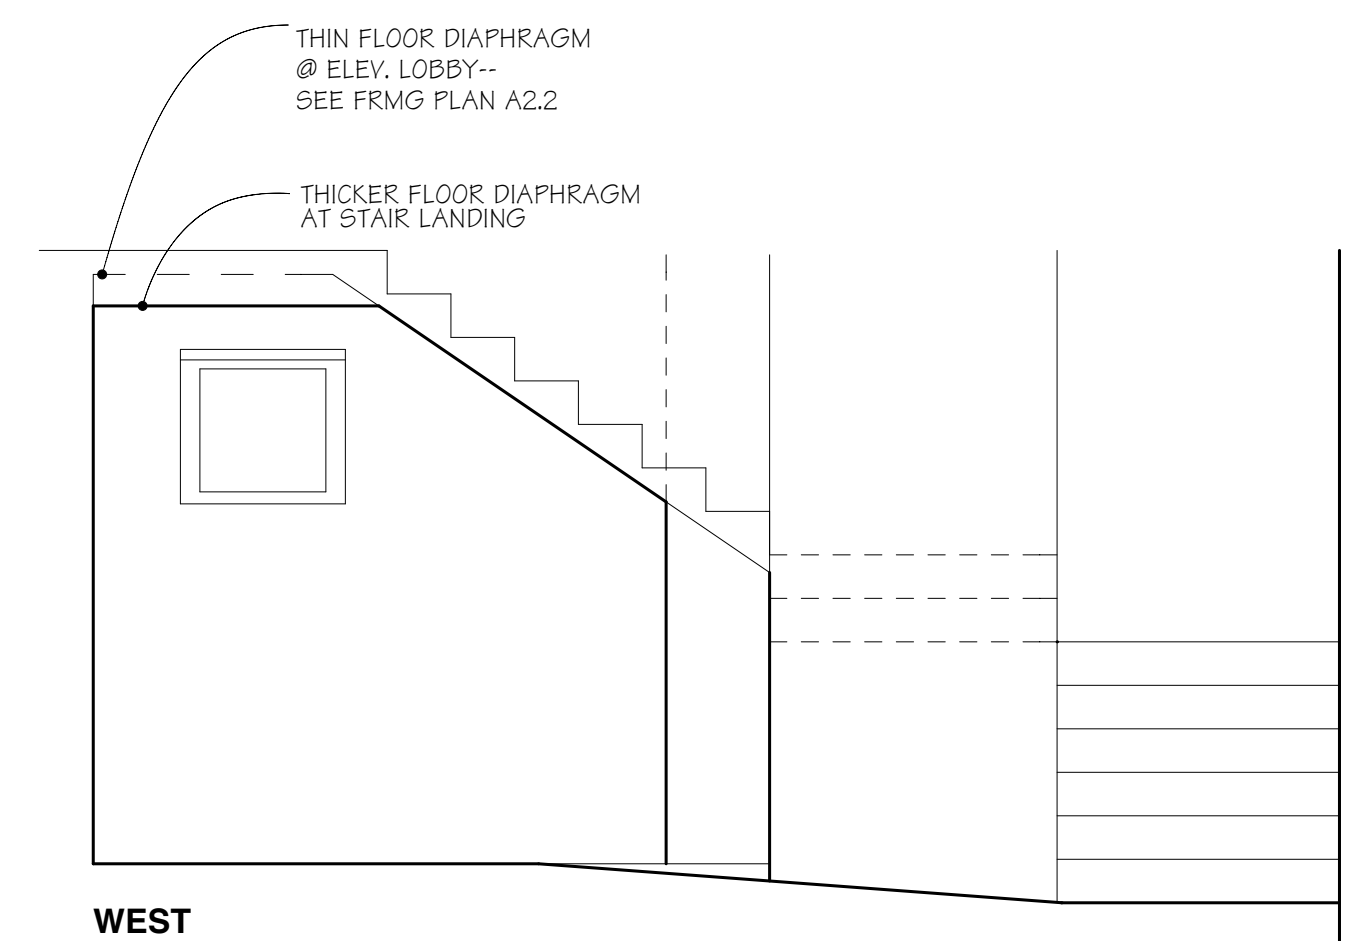 THIN FLOOR DIAPHRAGM
@ ELEV. LOBBY--
SEE FRMG PLAN A2.2
THICKER FLOOR DIAPHRAGM
AT STAIR LANDING
WEST